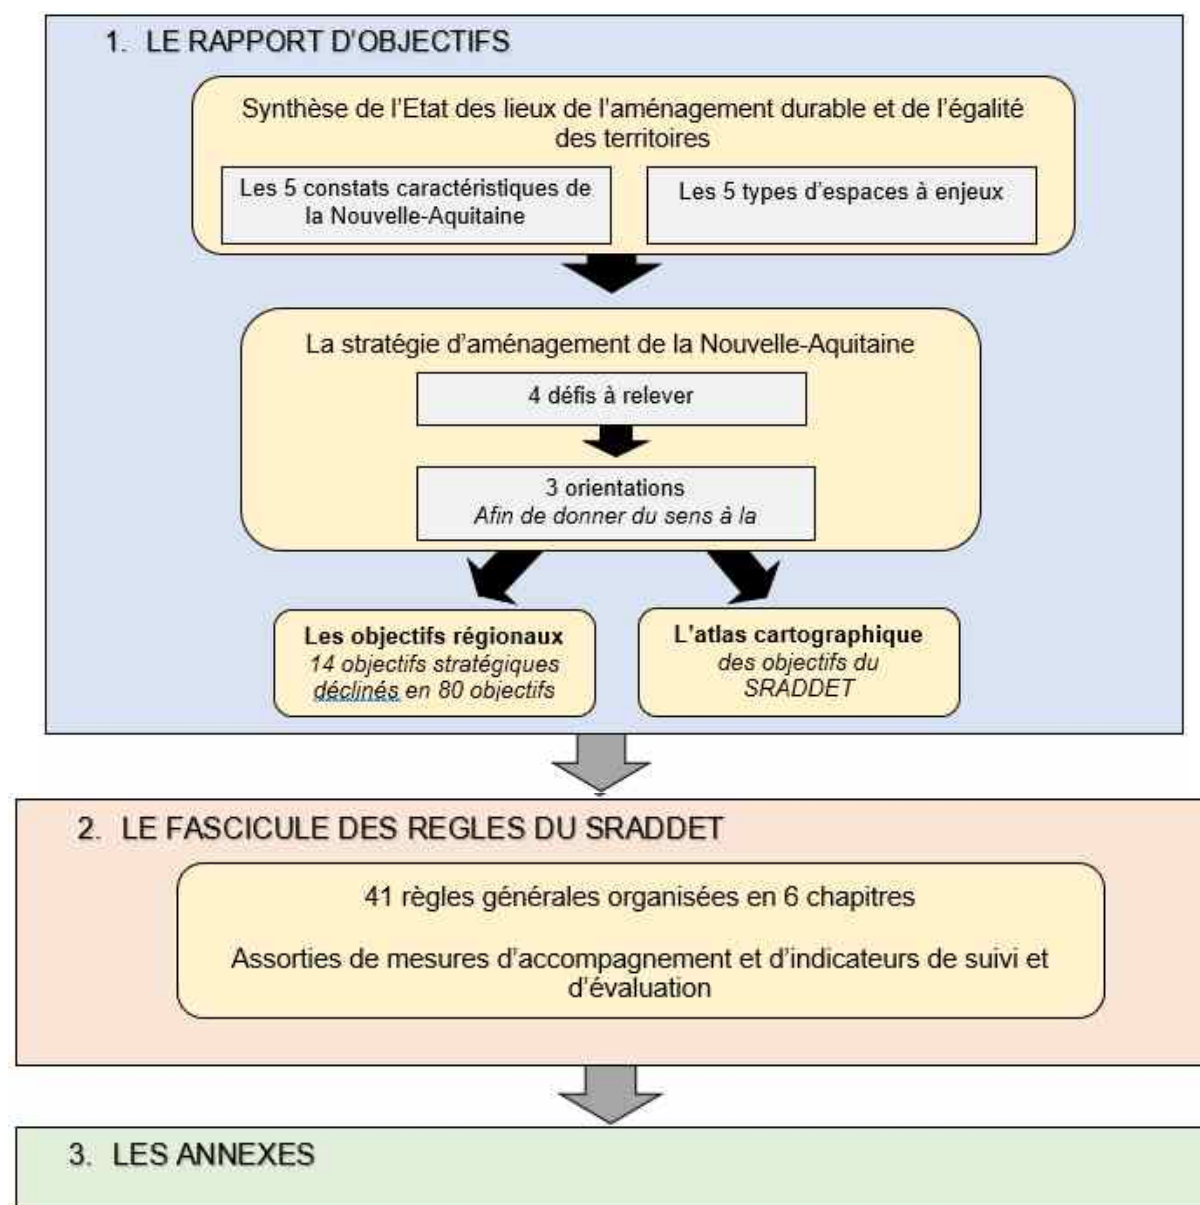 1. LE RAPPORT D'OBJECTIFS
Synthèse de l'Etat des lieux de l'aménagement durable et de l'égalité
des territoires
Les 5 constats caractéristiques de
la Nouvelle-Aquitaine
Les 5 types d'espaces à enjeux
La stratégie d'aménagement de la Nouvelle-Aquitaine
4 défis à relever
3 orientations
Afin de donner du sens à la
Les objectifs régionaux
14 objectifs stratégiques
déclinés en 80 objectifs
L'atlas cartographique
des objectifs du
SRADDET
2. LE FASCICULE DES REGLES DU SRADDET
41 règles générales organisées en 6 chapitres
Assorties de mesures d'accompagnement et d'indicateurs de suivi et
d'évaluation
3. LES ANNEXES